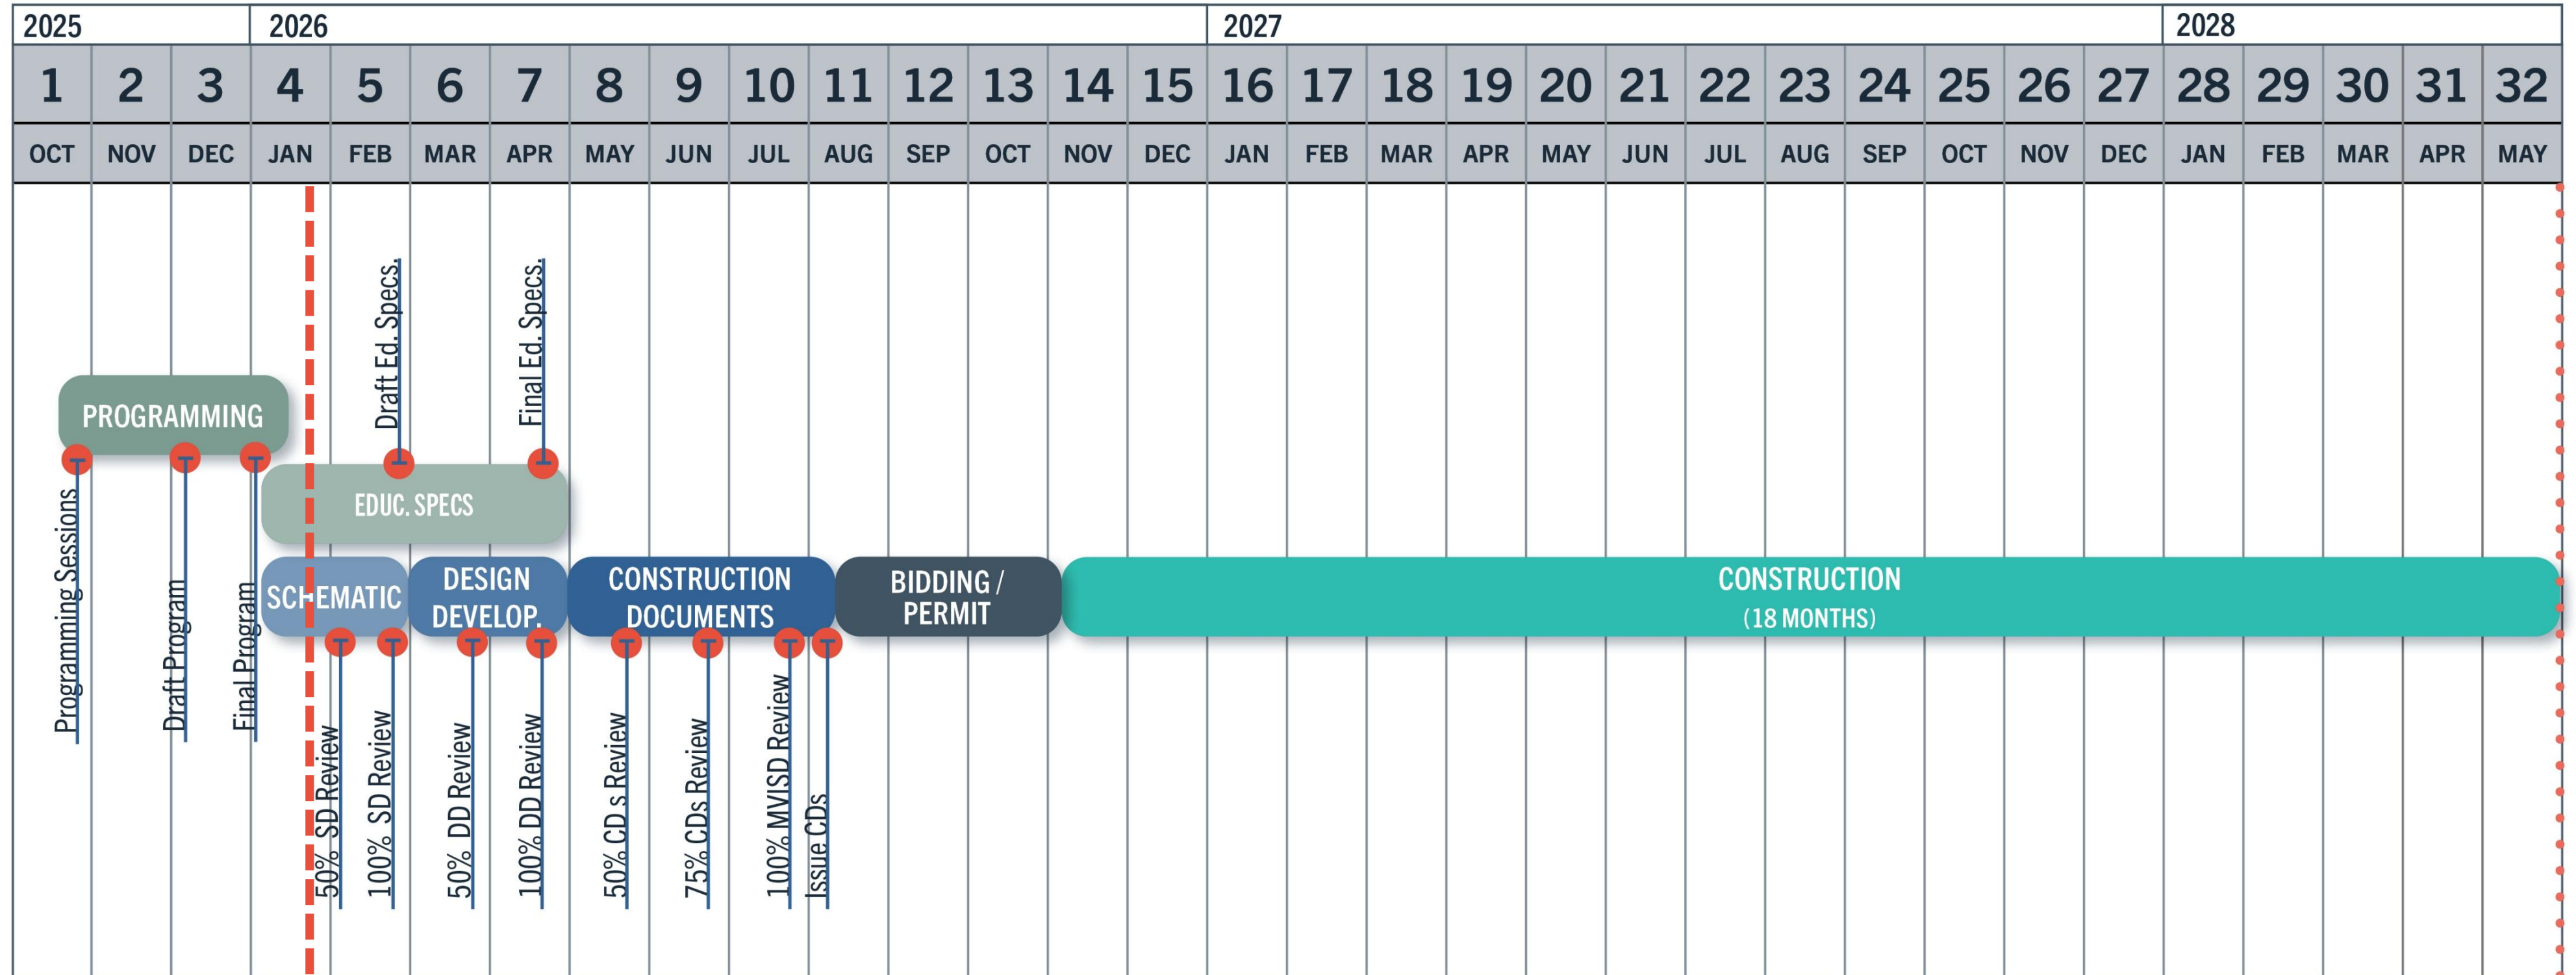 2025 2026 2027 2028
1 2 3 4 5 6 7 8 9 10 11 12 13 14 15 16 17 18 19 20 21 22 23 24 25 26 27 28 29 30 31 32
OCT NOV DEC JAN FEB MAR APR MAY JUN JUL AUG SEP OCT NOV DEC JAN FEB MAR APR MAY JUN JUL AUG SEP OCT NOV DEC JAN FEB MAR APR MAY
Draft Ed. Specs.
Final Ed. Specs.
PROGRAMMING
EDUC. SPECS
Programming Sessions
Draft Program
Final Program
SCHEMATIC
DESIGN
DEVELOP.
CONSTRUCTION
DOCUMENTS
BIDDING /
PERMIT
CONSTRUCTION
(18 MONTHS)
50% SD Review
100% SD Review
50% DD Review
100% DD Review
50% CD s Review
75% CDs Review
100% MVISD Review
Issue CDs